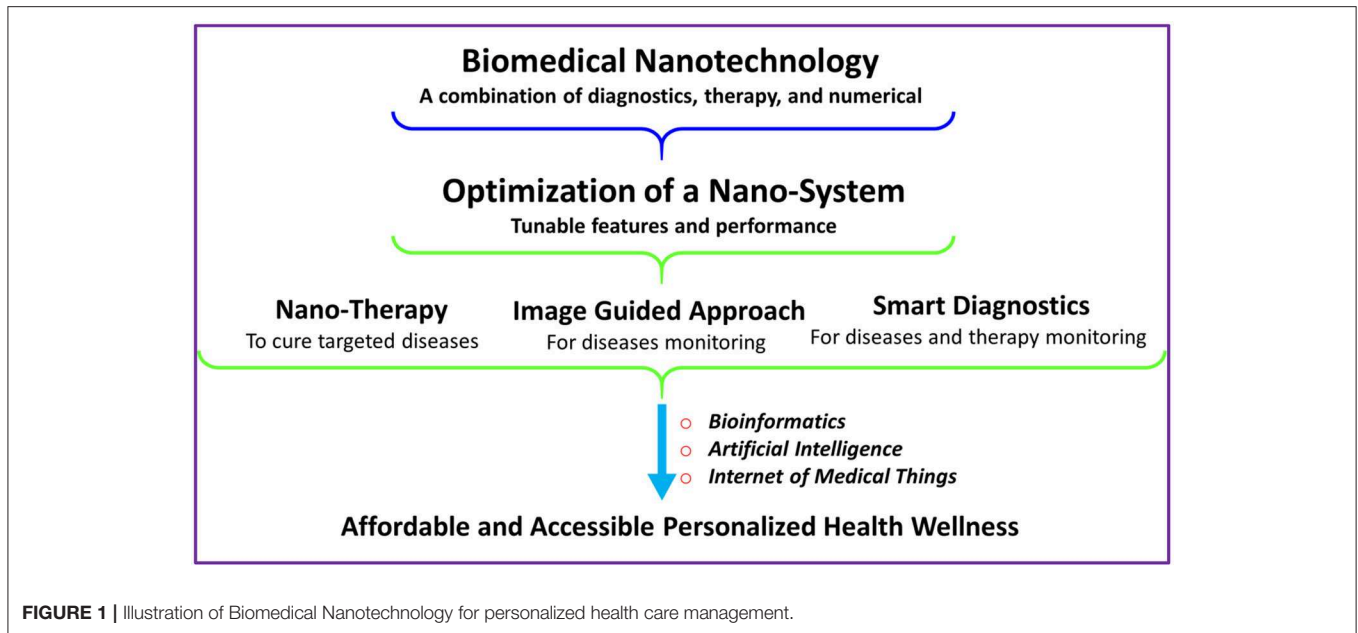 Biomedical Nanotechnology
A combination of diagnostics, therapy, and numerical
Optimization of a Nano-System
Tunable features and performance
Nano-Therapy
To cure targeted diseases
Image Guided Approach
For diseases monitoring
Smart Diagnostics
For diseases and therapy monitoring
Bioinformatics
Artificial Intelligence
Internet of Medical Things
Affordable and Accessible Personalized Health Wellness
FIGURE 1 | Illustration of Biomedical Nanotechnology for personalized health care management.